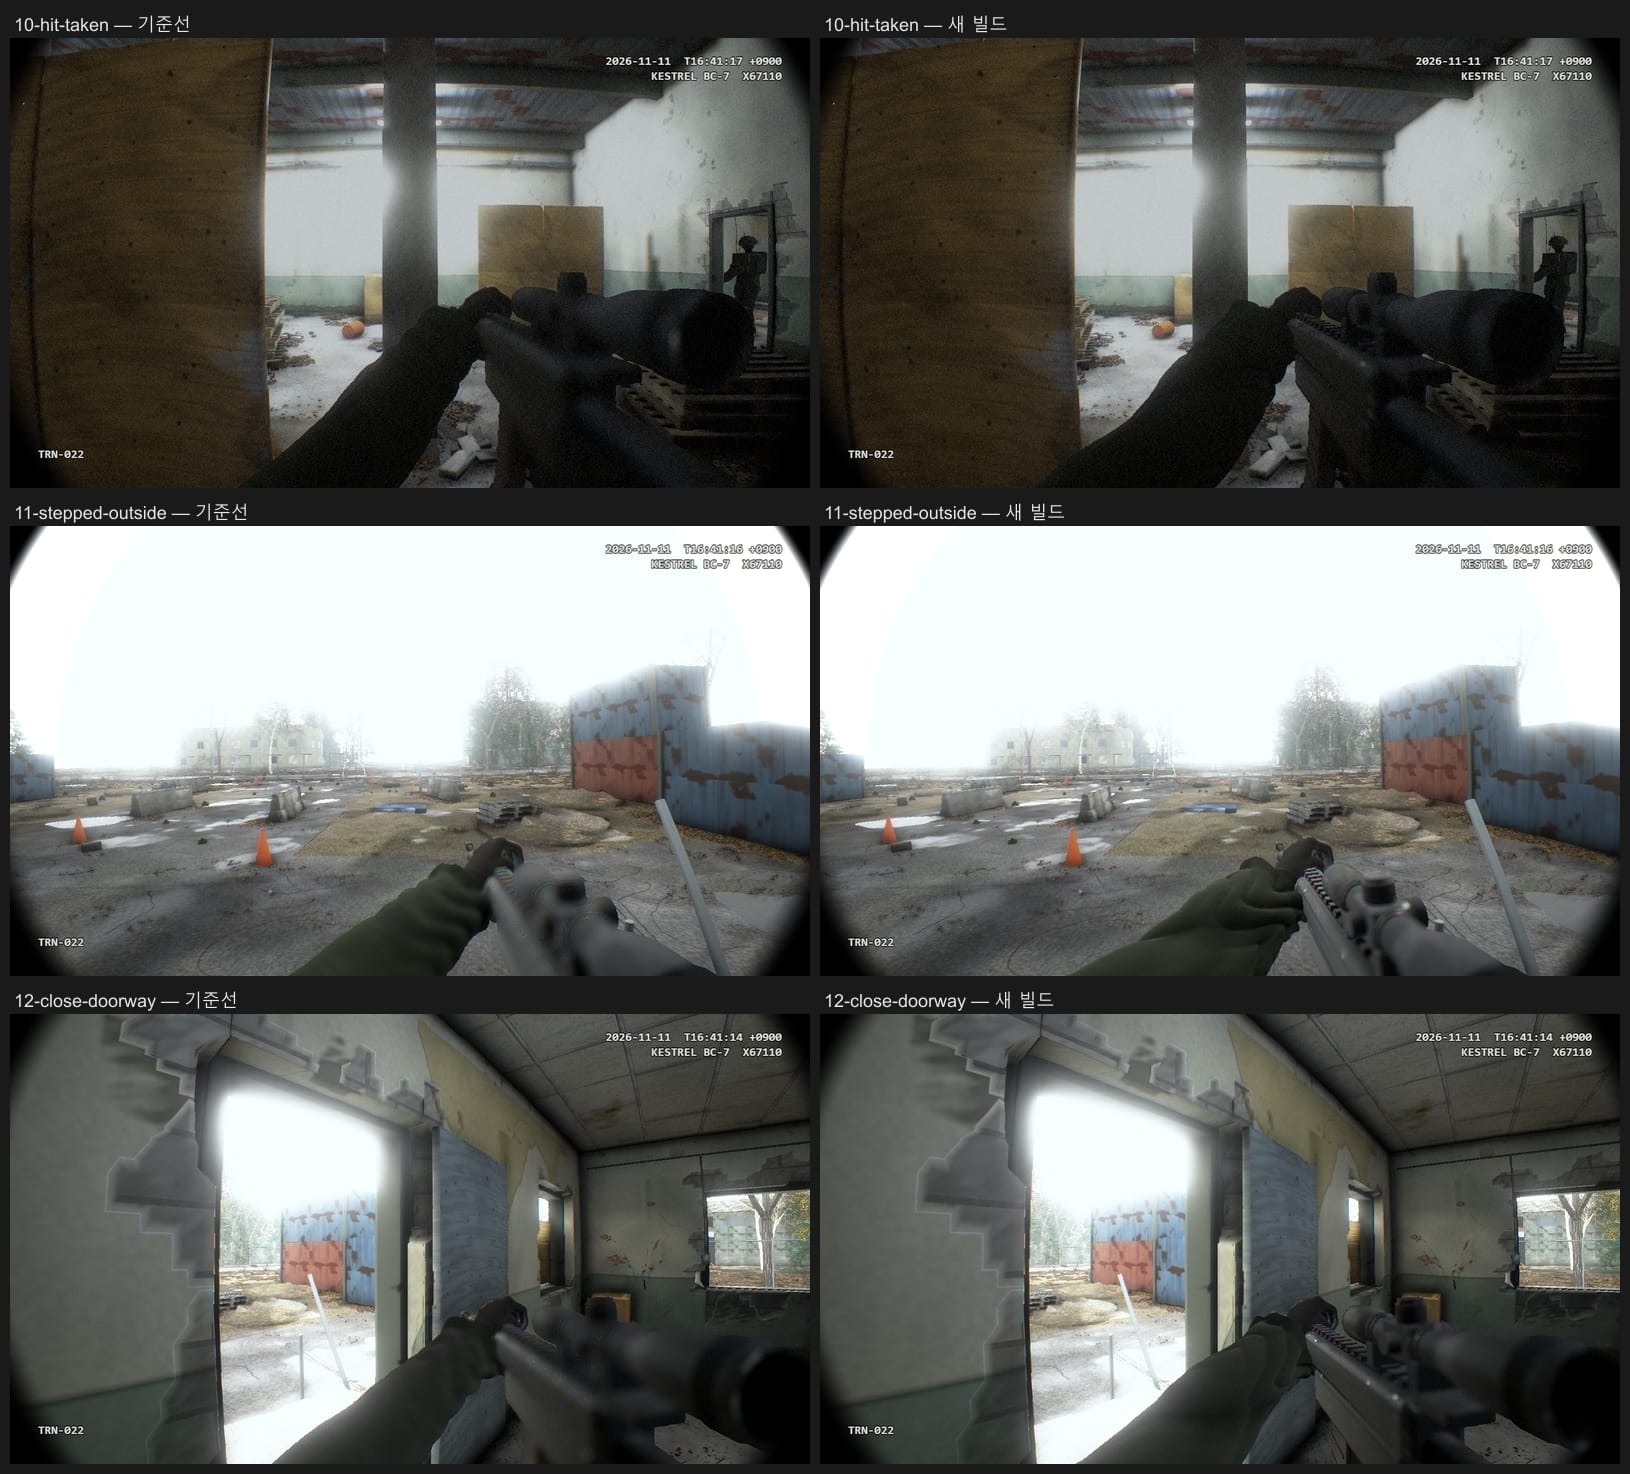 10-hit-taken — 기준선
10-hit-taken — 새 빌드
2026-11-11 T16:41:17 +0900
KESTREL BC-7 X67110
TRN-022
2026-11-11 T16:41:17 +0900
KESTREL BC-7 X67110
TRN-022
11-stepped-outside — 기준선
11-stepped-outside — 새 빌드
2026-11-11 T16:41:16 +0900
KESTREL BC-7 X67110
TRN-022
2026-11-11 T16:41:16 +0900
KESTREL BC-7 X67110
TRN-022
12-close-doorway — 기준선
12-close-doorway — 새 빌드
2026-11-11 T16:41:14 +0900
KESTREL BC-7 X67110
TRN-022
2026-11-11 T16:41:14 +0900
KESTREL BC-7 X67110
TRN-022